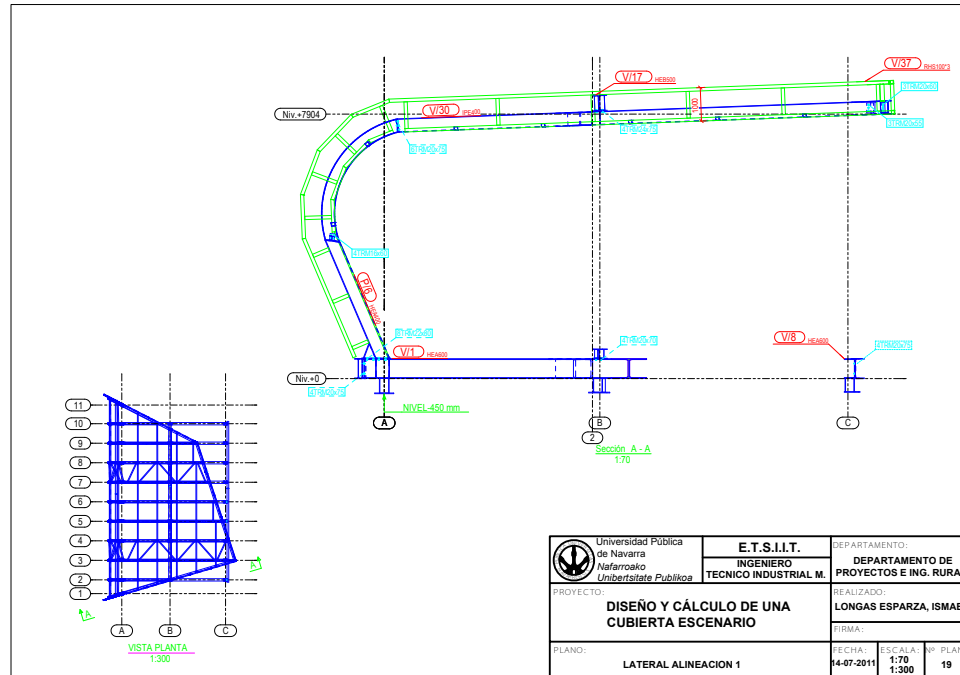 V/37 RHS100*3
V/17 HEB500
V/30 IPE400
1000
Niv.+7904
P/6
V/1 HEA600
V/8 HEA600
Niv.+0
NIVEL-450 mm
A
B
C
2
Sección A - A
1:70
11
10
9
8
7
6
5
4
3
2
1
A
A
A
B
C
VISTA PLANTA
1:300
Universidad Pública
de Navarra
Nafarroako
Unibertsitate Publikoa
E.T.S.I.I.T.
INGENIERO
TECNICO INDUSTRIAL M.
DEPARTAMENTO:
DEPARTAMENTO DE
PROYECTOS E ING. RURA
PROYECTO:
DISEÑO Y CÁLCULO DE UNA
CUBIERTA ESCENARIO
REALIZADO:
LONGAS ESPARZA, ISMAE
FIRMA:
PLANO:
LATERAL ALINEACION 1
FECHA:
14-07-2011
ESCALA:
1:70
1:300
Nº PLAN
19